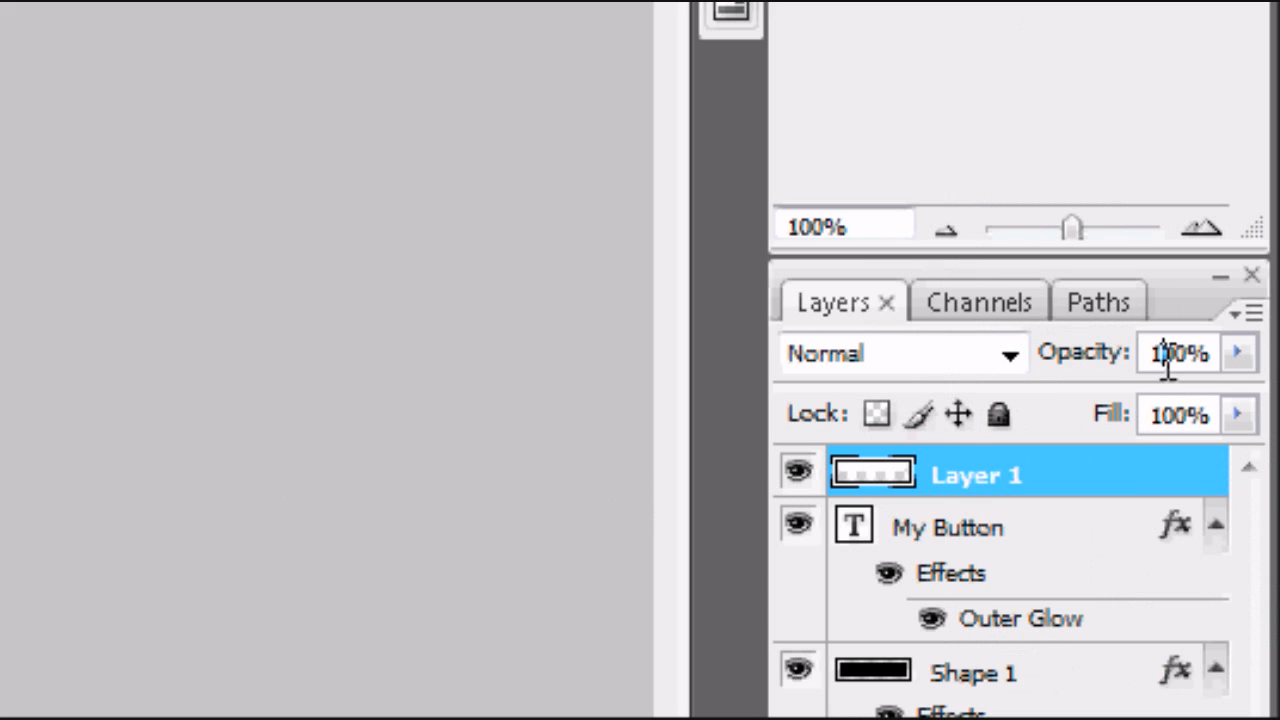 100%
Layers Channels Paths
Normal Opacity: 100%
Lock: Fill: 100%
Layer 1
T My Button fx
Effects
Outer Glow
Shape 1 fx
Effects